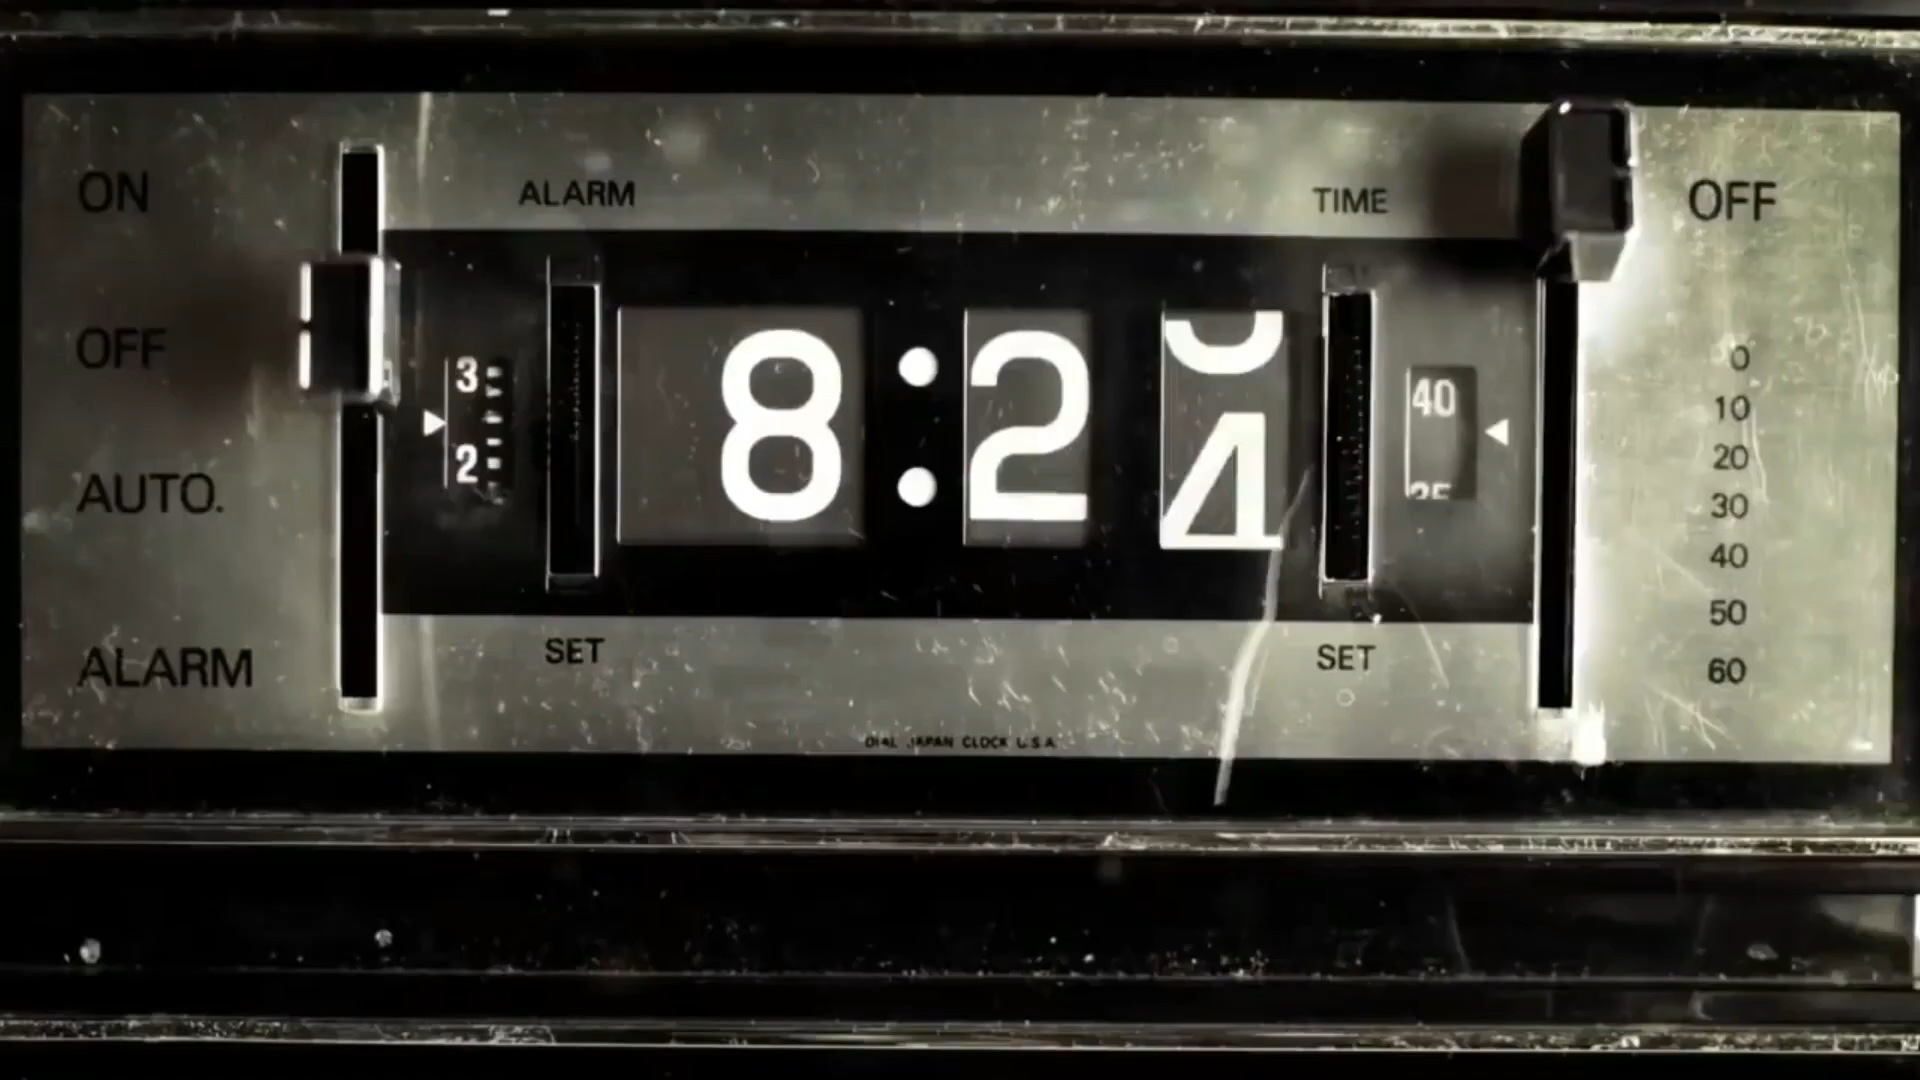 ON
OFF
AUTO.
ALARM
ALARM
SET
3
2
8:2 4
TIME
SET
40
OFF
0
10
20
30
40
50
60
JAPAN CLOCK U.S.A.